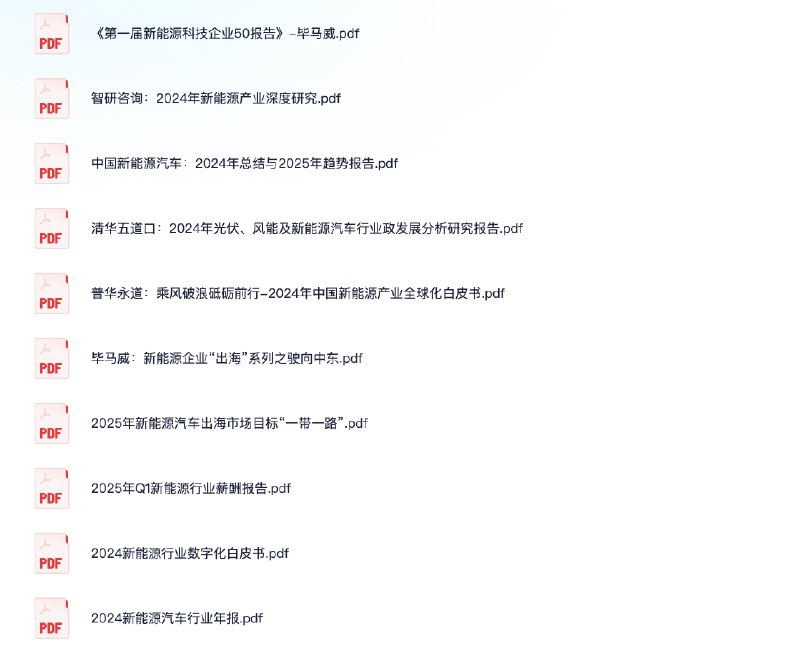 PDF
《第一届新能源科技企业50报告》-毕马威.pdf
PDF
智研咨询：2024年新能源产业深度研究.pdf
PDF
中国新能源汽车：2024年总结与2025年趋势报告.pdf
PDF
清华五道口：2024年光伏、风能及新能源汽车行业政发展分析研究报告.pdf
PDF
普华永道：乘风破浪砥砺前行-2024年中国新能源产业全球化白皮书.pdf
PDF
毕马威：新能源企业“出海”系列之驶向中东.pdf
PDF
2025年新能源汽车出海市场目标“一带一路”.pdf
PDF
2025年Q1新能源行业薪酬报告.pdf
PDF
2024新能源行业数字化白皮书.pdf
PDF
2024新能源汽车行业年报.pdf